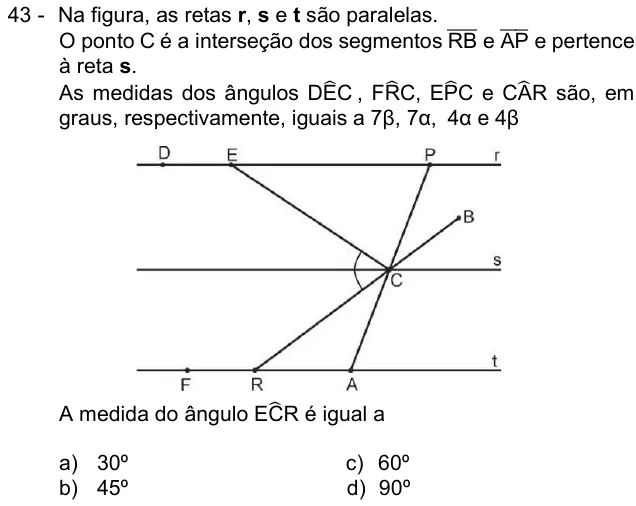 43 - Na figura, as retas r, s e t são paralelas.
O ponto C é a interseção dos segmentos R̅B̅ e A̅P̅ e pertence
à reta s.
As medidas dos ângulos DÊC , FR̂C, EP̂C e CÂR são, em
graus, respectivamente, iguais a 7β, 7α, 4α e 4β
D E P r
B
s
C
t
F R A
A medida do ângulo EĈR é igual a
a) 30º c) 60º
b) 45º d) 90º